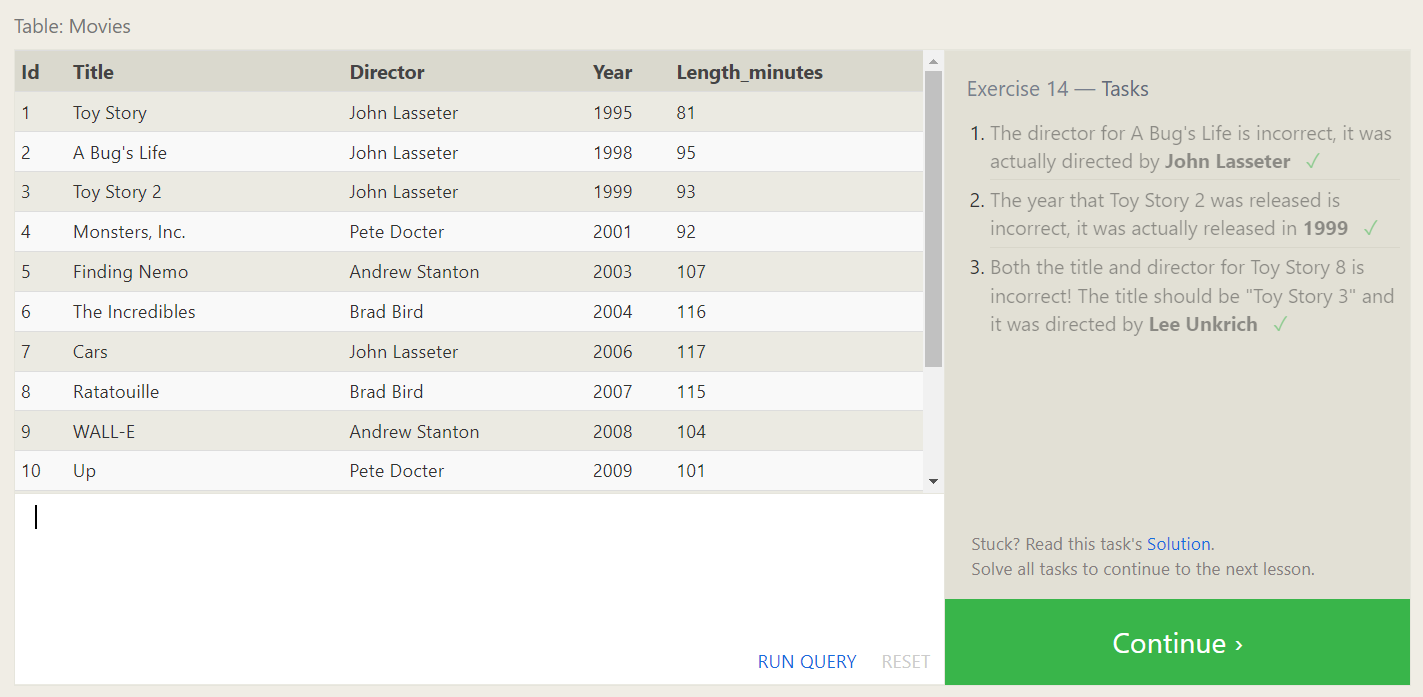 Table: Movies
Id Title Director Year Length_minutes
1 Toy Story John Lasseter 1995 81
2 A Bug's Life John Lasseter 1998 95
3 Toy Story 2 John Lasseter 1999 93
4 Monsters, Inc. Pete Docter 2001 92
5 Finding Nemo Andrew Stanton 2003 107
6 The Incredibles Brad Bird 2004 116
7 Cars John Lasseter 2006 117
8 Ratatouille Brad Bird 2007 115
9 WALL-E Andrew Stanton 2008 104
10 Up Pete Docter 2009 101
RUN QUERY RESET
Exercise 14 — Tasks
1. The director for A Bug's Life is incorrect, it was
actually directed by John Lasseter ✓
2. The year that Toy Story 2 was released is
incorrect, it was actually released in 1999 ✓
3. Both the title and director for Toy Story 8 is
incorrect! The title should be "Toy Story 3" and
it was directed by Lee Unkrich ✓
Stuck? Read this task's Solution.
Solve all tasks to continue to the next lesson.
Continue ›